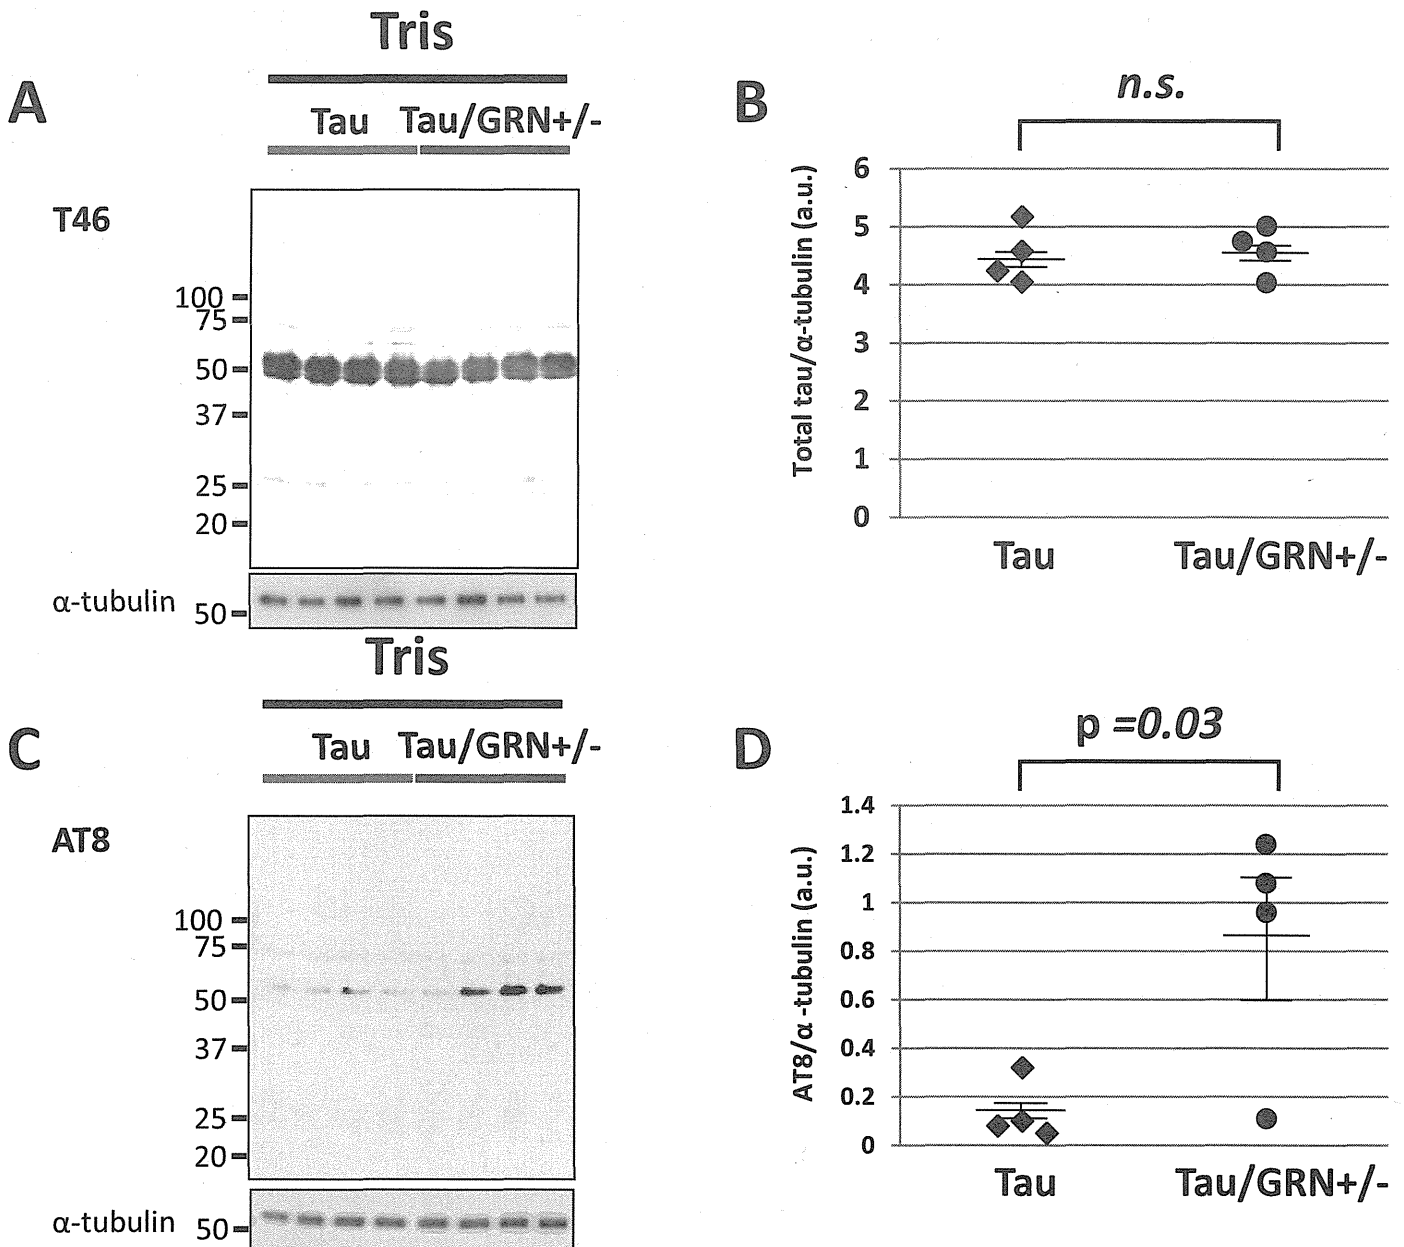 Tris
A
Tau Tau/GRN+/-
T46
100
75
50
37
25
20
α-tubulin 50
B
n.s.
Total tau/α-tubulin (a.u.)
6
5
4
3
2
1
0
Tau Tau/GRN+/-
Tris
C
Tau Tau/GRN+/-
AT8
100
75
50
37
25
20
α-tubulin 50
D
p =0.03
AT8/α -tubulin (a.u.)
1.4
1.2
1
0.8
0.6
0.4
0.2
0
Tau Tau/GRN+/-